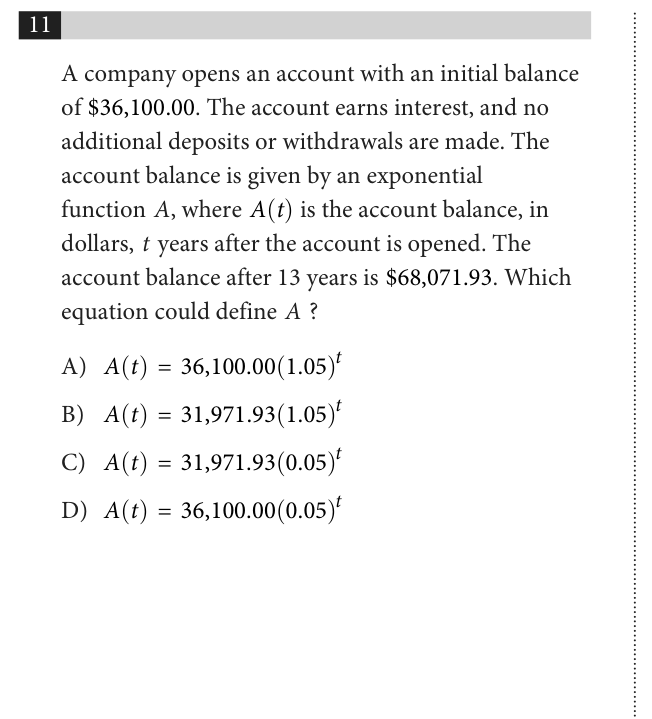 11
A company opens an account with an initial balance
of $36,100.00. The account earns interest, and no
additional deposits or withdrawals are made. The
account balance is given by an exponential
function A, where A(t) is the account balance, in
dollars, t years after the account is opened. The
account balance after 13 years is $68,071.93. Which
equation could define A ?
A) A(t) = 36,100.00(1.05)^t
B) A(t) = 31,971.93(1.05)^t
C) A(t) = 31,971.93(0.05)^t
D) A(t) = 36,100.00(0.05)^t